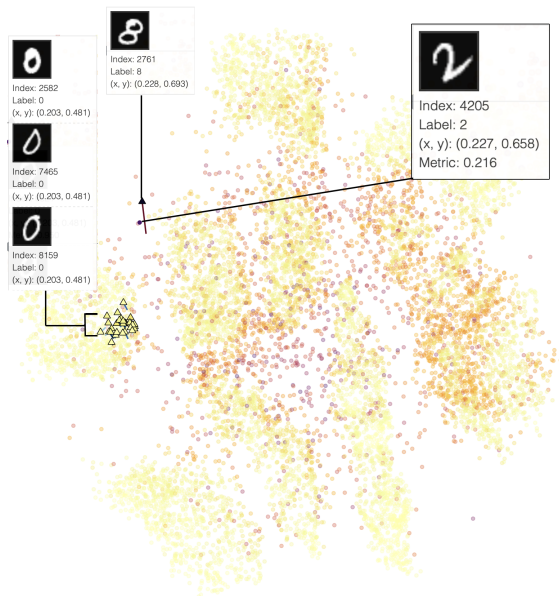 Index: 2582
Label: 0
(x, y): (0.203, 0.481)
Index: 7465
Label: 0
(x, y): (0.203, 0.481)
Index: 8159
Label: 0
(x, y): (0.203, 0.481)
Index: 2761
Label: 8
(x, y): (0.228, 0.693)
Index: 4205
Label: 2
(x, y): (0.227, 0.658)
Metric: 0.216